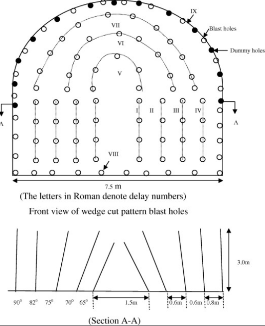 IX
VII
Blast holes
VI
Dummy holes
V
I II III IV
A A
VIII
7.5 m
(The letters in Roman denote delay numbers)
Front view of wedge cut pattern blast holes
3.0m
90° 82° 75° 70° 65° 1.5m 0.6m 0.6m 0.8m
(Section A-A)